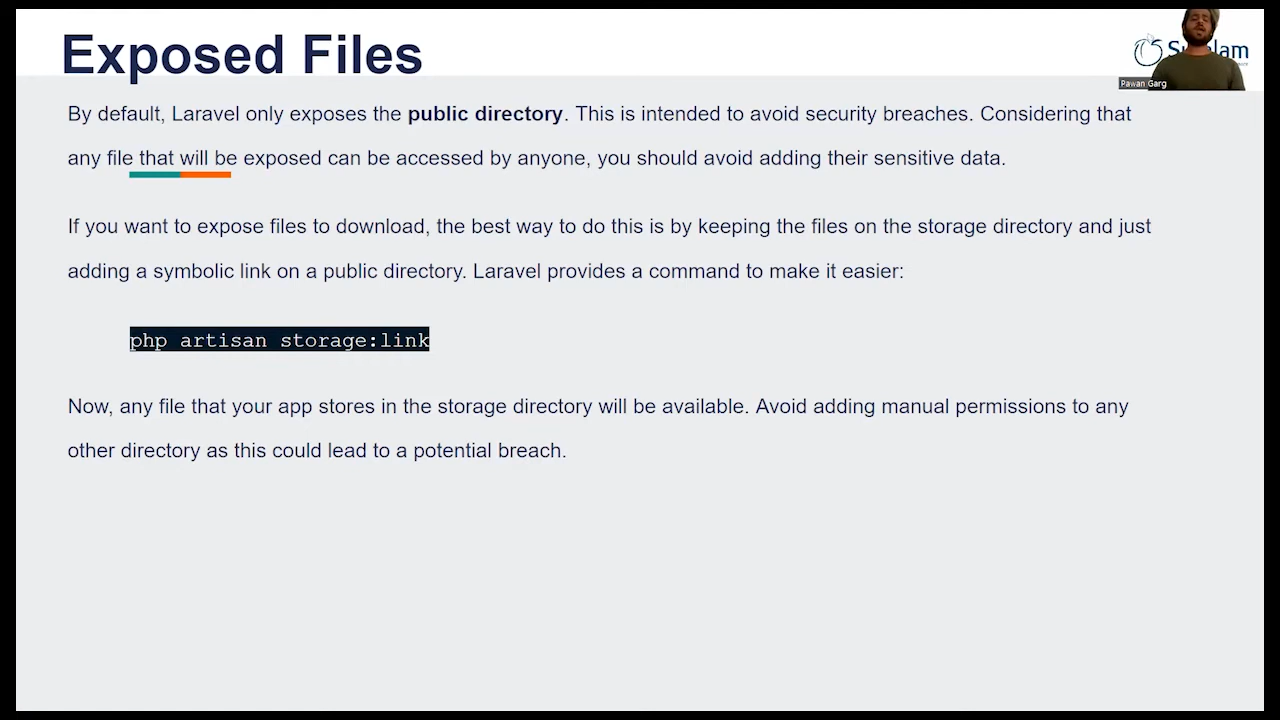 Exposed Files
Pawan Garg
By default, Laravel only exposes the public directory. This is intended to avoid security breaches. Considering that
any file that will be exposed can be accessed by anyone, you should avoid adding their sensitive data.
If you want to expose files to download, the best way to do this is by keeping the files on the storage directory and just
adding a symbolic link on a public directory. Laravel provides a command to make it easier:
php artisan storage:link
Now, any file that your app stores in the storage directory will be available. Avoid adding manual permissions to any
other directory as this could lead to a potential breach.